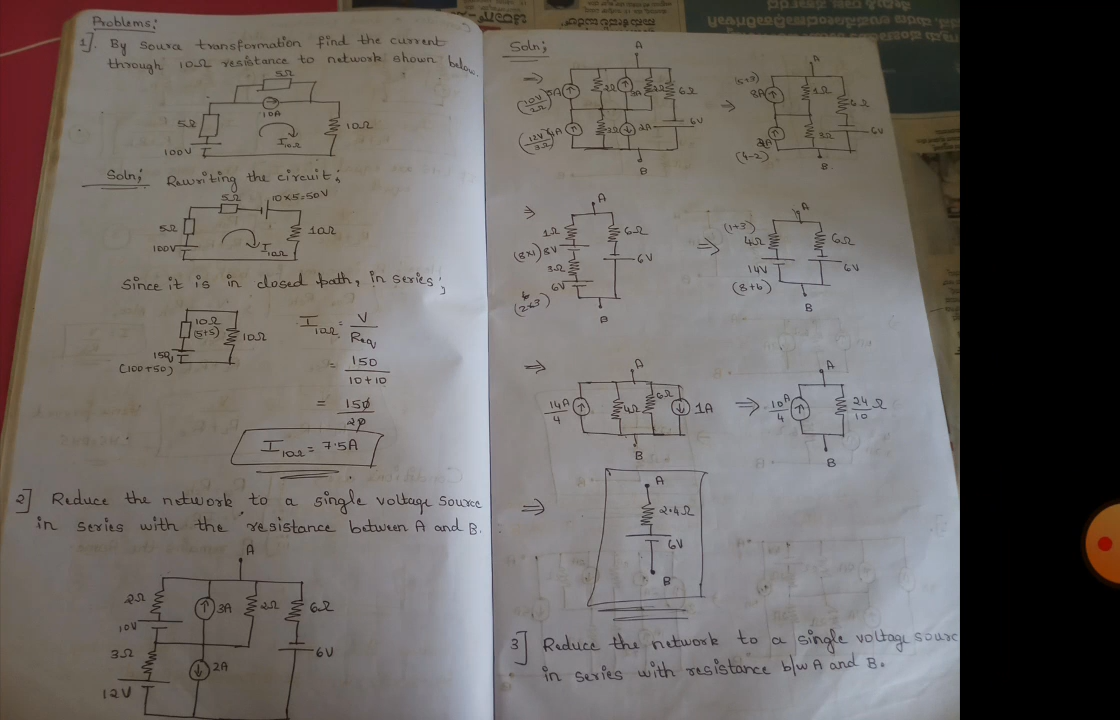 Problems:
1]. By soura transformation find the current
through 10Ω resistance to network shown below.
5Ω
10A
5Ω
10Ω
I10Ω
100V
Soln; Rewriting the circuit;
5Ω
10×5=50V
5Ω
10Ω
100V
I10Ω
Since it is in closed path, in series;
10Ω
(5+5)
10Ω
150
(100+50)
I10Ω = V/Req
= 150/10+10
= 150/20
I10Ω = 7.5A
2] Reduce the network to a single voltage source
in series with the resistance between A and B.
A
2Ω
3A
2Ω
6Ω
10V
3Ω
2A
6V
12V
Soln;
A
⇒
(10V/2Ω) 5A
2Ω
3A
2Ω
6Ω
(12V/3Ω) 4A
3Ω
2A
6V
B
⇒
A
(5+3)
8A
1Ω
6Ω
2A
3Ω
6V
(4-2)
B
⇒
A
1Ω
6Ω
(8×1) 8V
3Ω
6V
6V
6
(2×3)
B
⇒
A
(1+3)
4Ω
6Ω
14V
6V
(8+6)
B
⇒
A
14A/4
4Ω
6Ω
1A
B
⇒
A
10A/4
24/10 Ω
B
⇒
A
2.4Ω
6V
B
3] Reduce the network to a single voltage sourc
in series with resistance b/w A and B.